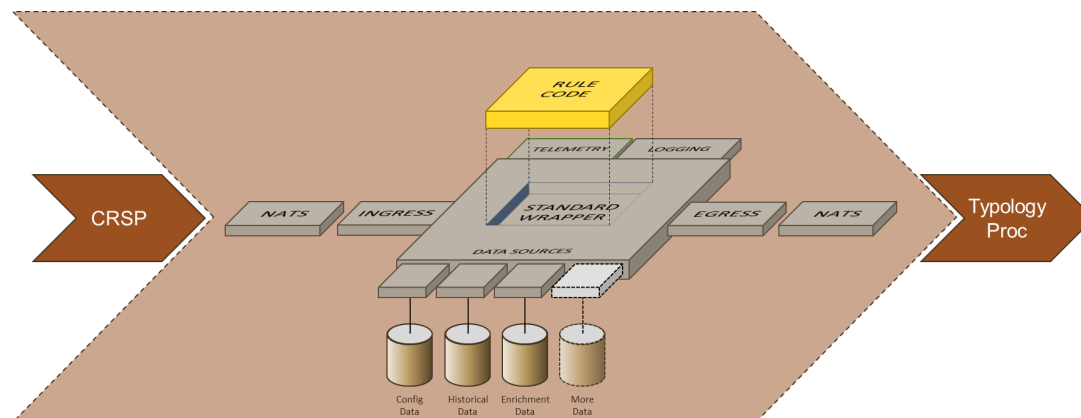 RULE
CODE
TELEMETRY
LOGGING
CRSP
NATS
INGRESS
STANDARD
WRAPPER
EGRESS
NATS
Typology
Proc
DATA SOURCES
Config
Data
Historical
Data
Enrichment
Data
More
Data